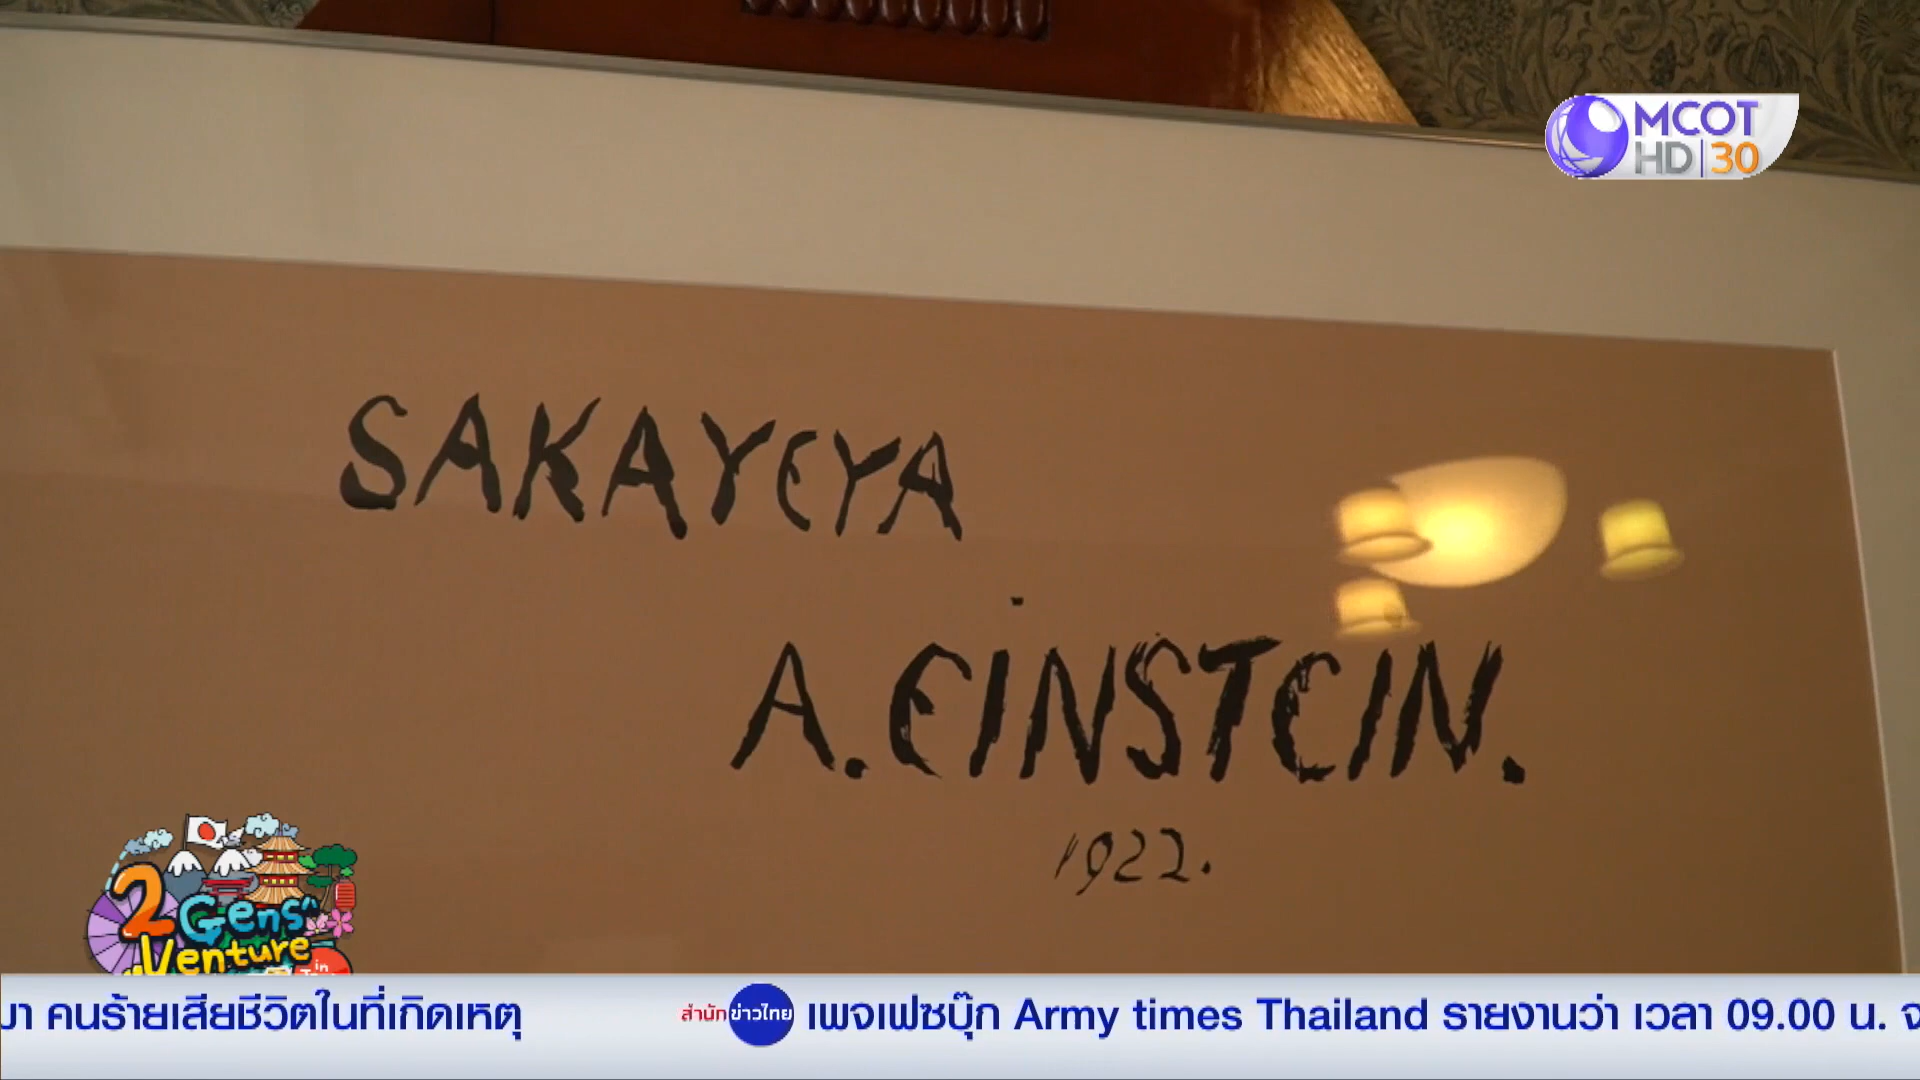 MCOT
HD 30
SAKAYEYA
A. EINSTEIN.
1922.
2 Gens
Venture
in
มา คนร้ายเสียชีวิตในที่เกิดเหตุ
สำนักข่าวไทย เพจเฟซบุ๊ก Army times Thailand รายงานว่า เวลา 09.00 น. จ